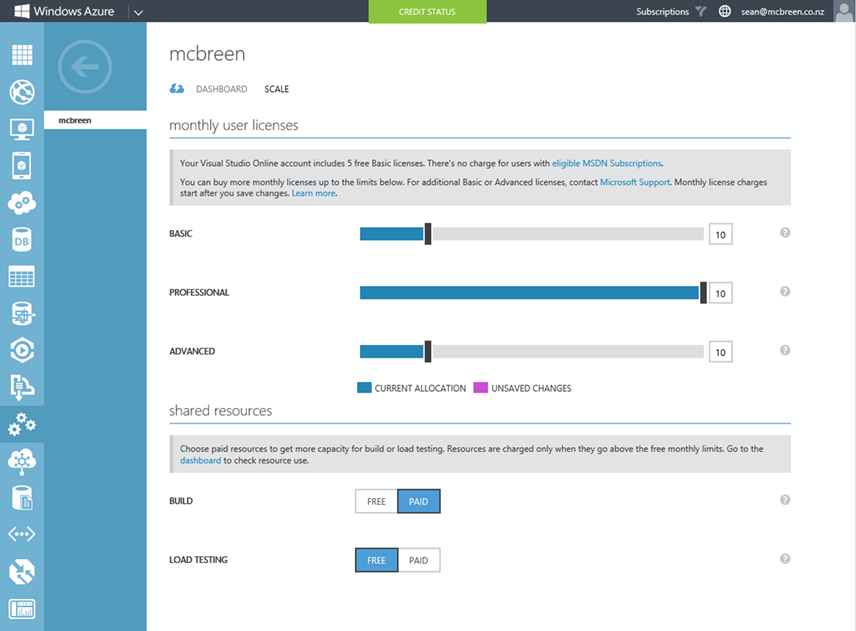 Windows Azure
CREDIT STATUS
Subscriptions
sean@mcbreen.co.nz
mcbreen
mcbreen
DASHBOARD SCALE
monthly user licenses
Your Visual Studio Online account includes 5 free Basic licenses. There's no charge for users with eligible MSDN Subscriptions.
You can buy more monthly licenses up to the limits below. For additional Basic or Advanced licenses, contact Microsoft Support. Monthly license charges
start after you save changes. Learn more.
BASIC 10 ?
PROFESSIONAL 10 ?
ADVANCED 10 ?
CURRENT ALLOCATION UNSAVED CHANGES
shared resources
Choose paid resources to get more capacity for build or load testing. Resources are charged only when they go above the free monthly limits. Go to the
dashboard to check resource use.
BUILD FREE PAID ?
LOAD TESTING FREE PAID ?
DB